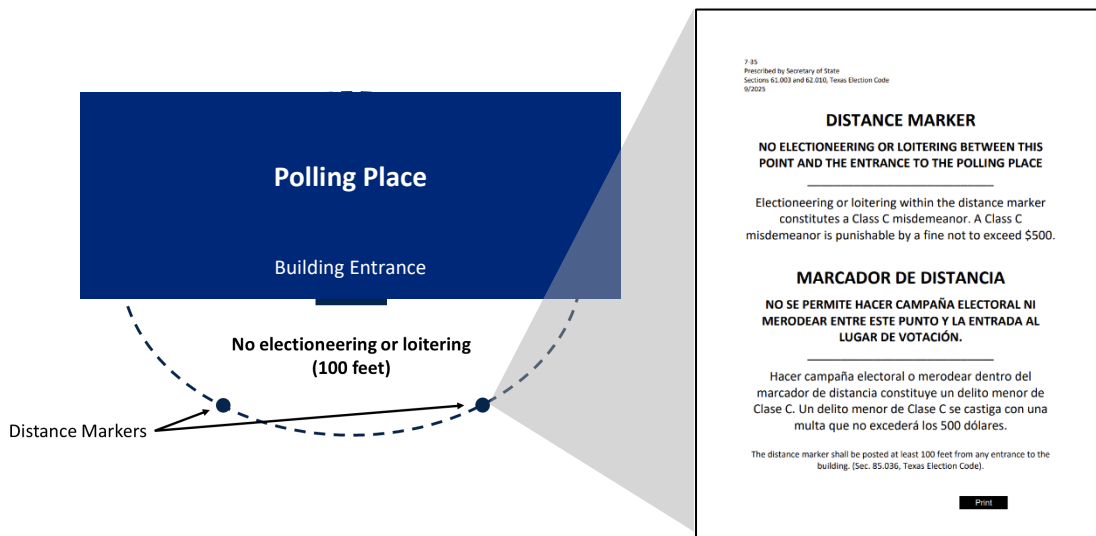 Polling Place
Building Entrance
No electioneering or loitering
(100 feet)
Distance Markers
7-35
Prescribed by Secretary of State
Sections 61.003 and 62.010, Texas Election Code
9/2025
DISTANCE MARKER
NO ELECTIONEERING OR LOITERING BETWEEN THIS
POINT AND THE ENTRANCE TO THE POLLING PLACE
Electioneering or loitering within the distance marker
constitutes a Class C misdemeanor. A Class C
misdemeanor is punishable by a fine not to exceed $500.
MARCADOR DE DISTANCIA
NO SE PERMITE HACER CAMPAÑA ELECTORAL NI
MERODEAR ENTRE ESTE PUNTO Y LA ENTRADA AL
LUGAR DE VOTACIÓN.
Hacer campaña electoral o merodear dentro del
marcador de distancia constituye un delito menor de
Clase C. Un delito menor de Clase C se castiga con una
multa que no excederá los 500 dólares.
The distance marker shall be posted at least 100 feet from any entrance to the
building. (Sec. 85.036, Texas Election Code).
Print